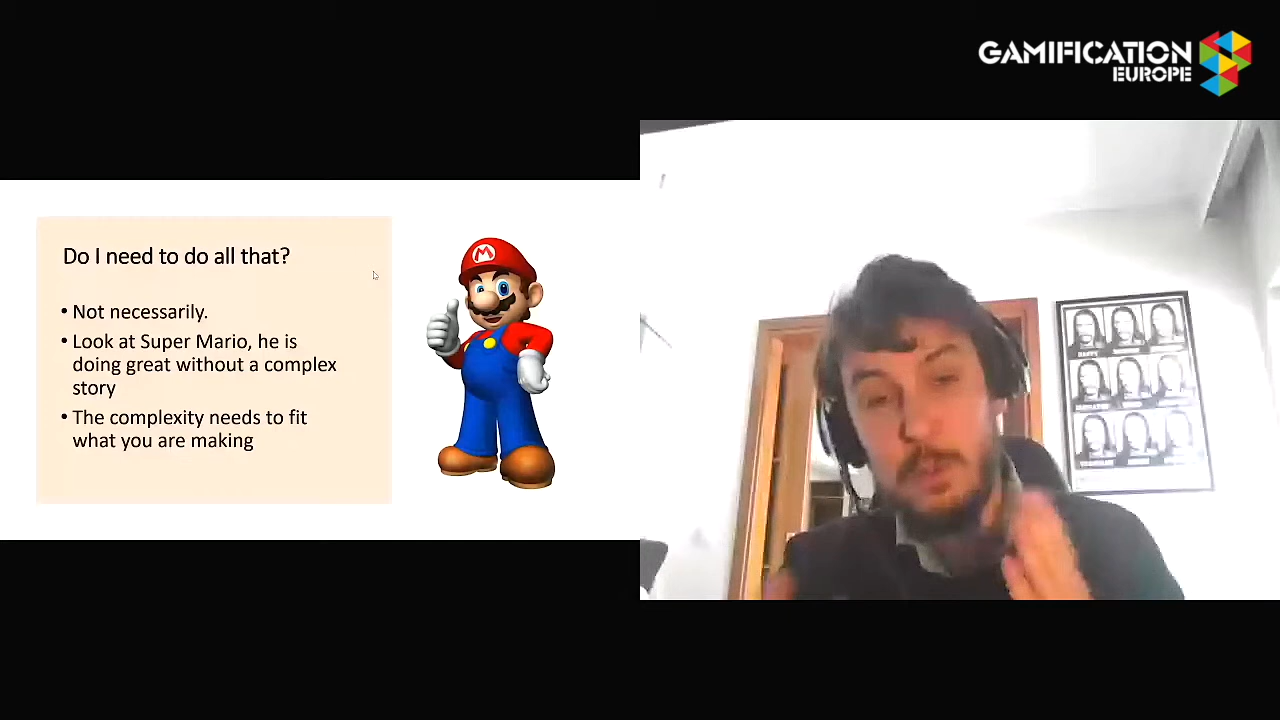 GAMIFICATION
EUROPE
Do I need to do all that?
• Not necessarily.
• Look at Super Mario, he is
doing great without a complex
story
• The complexity needs to fit
what you are making
M
HAPPY